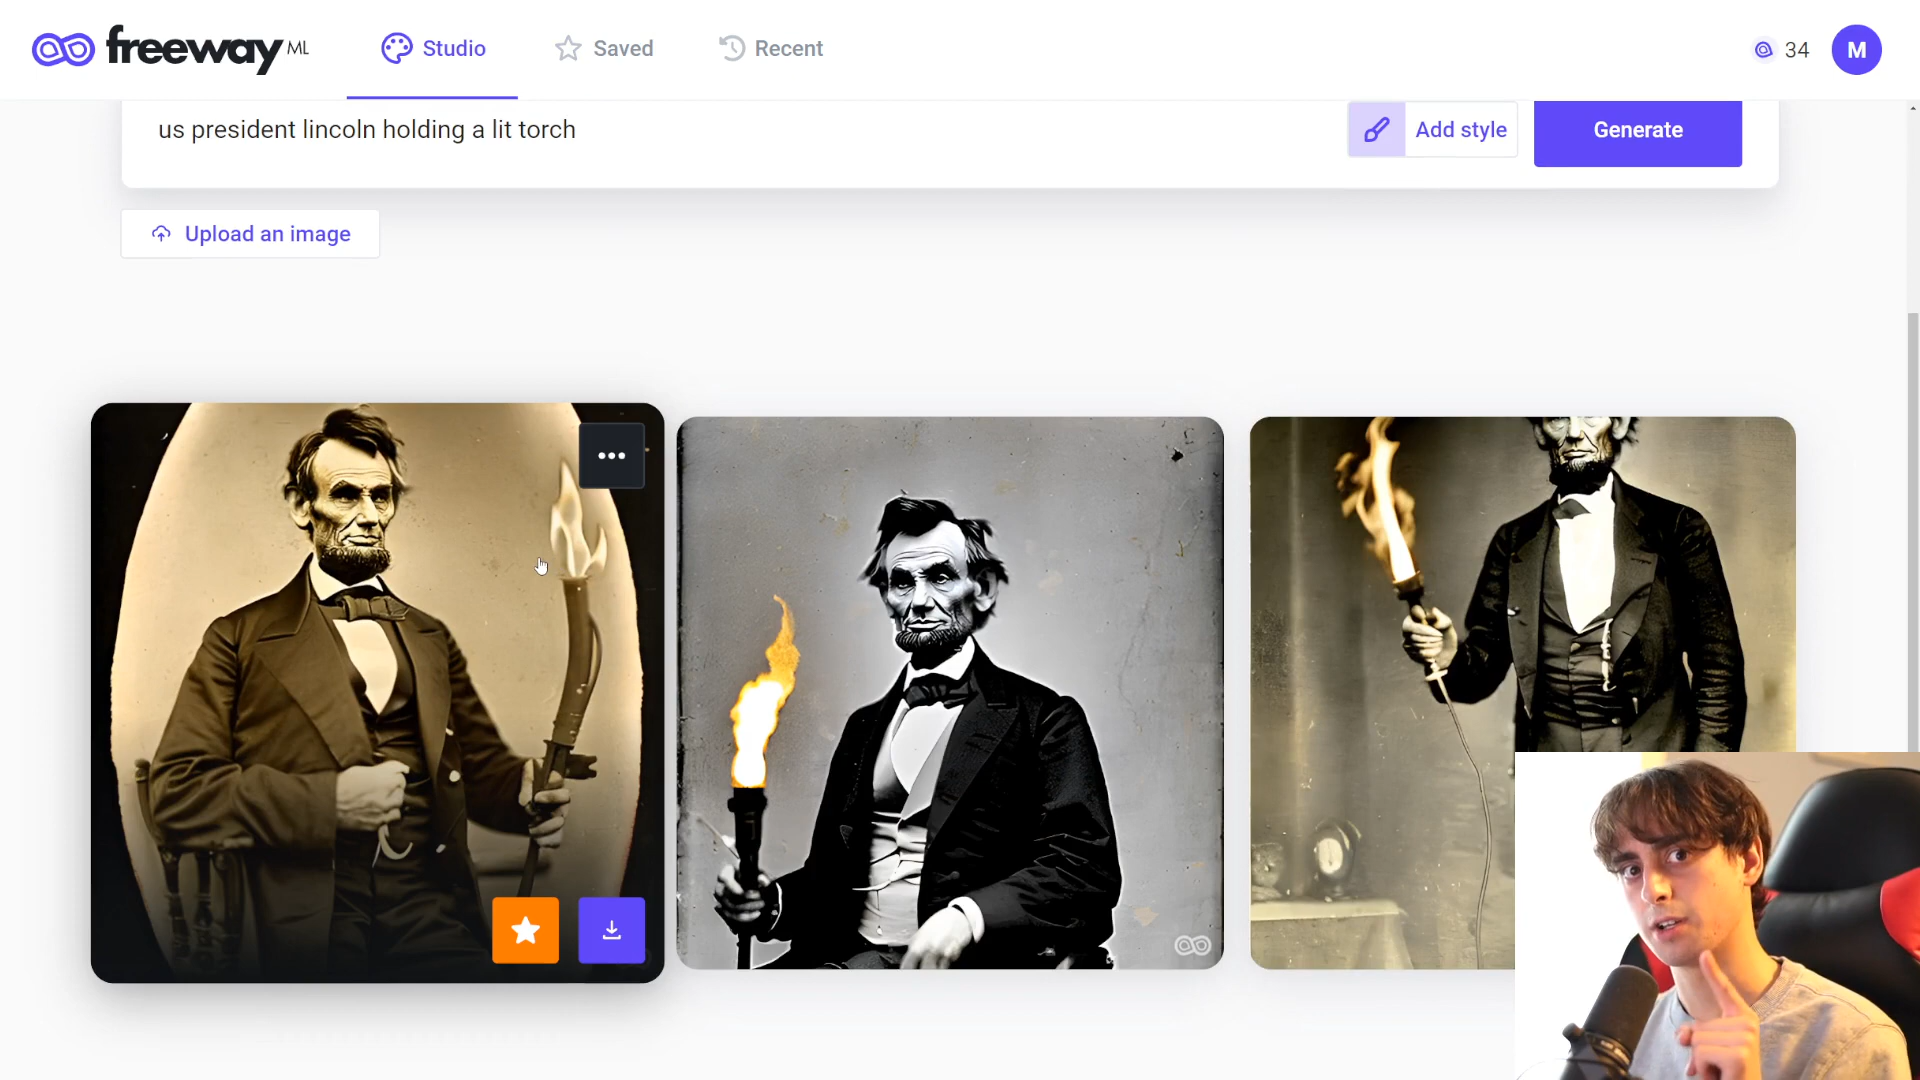 freeway ML
Studio
Saved
Recent
34
M
us president lincoln holding a lit torch
Add style
Generate
Upload an image